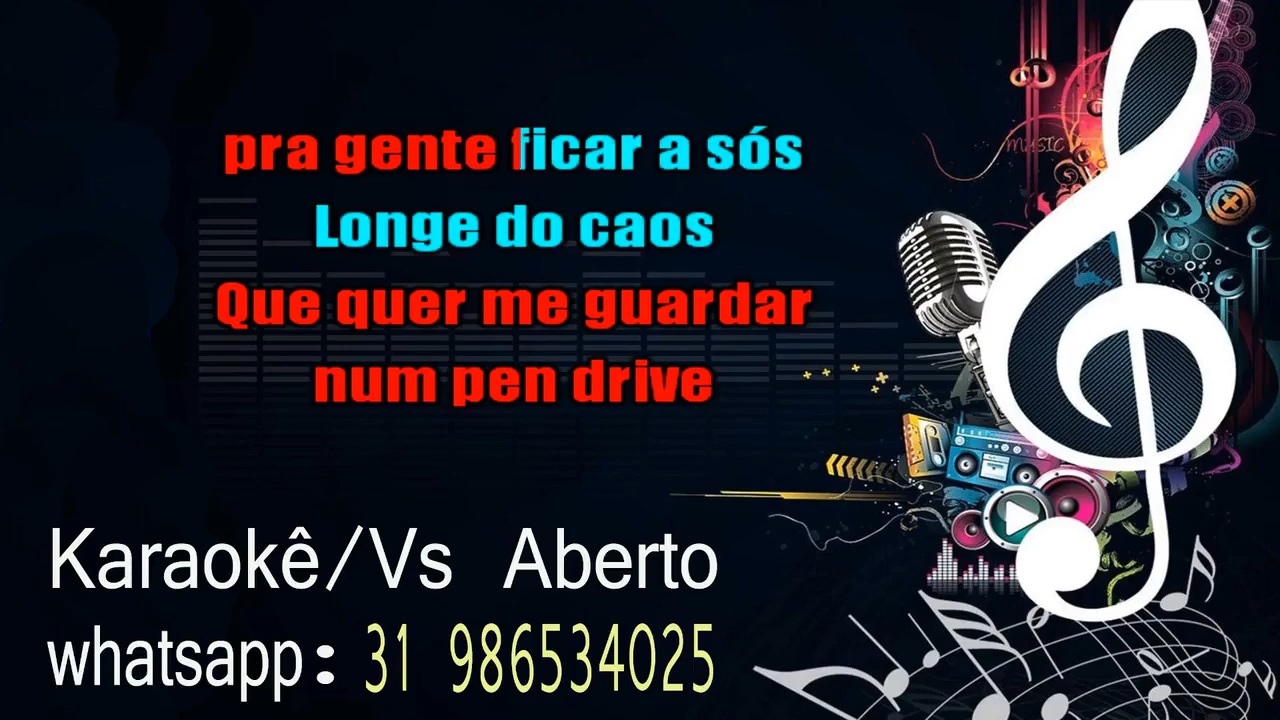 pra gente ficar a sós
Longe do caos
Que quer me guardar
num pen drive
MUSIC
Karaokê/Vs Aberto
whatsapp: 31 986534025